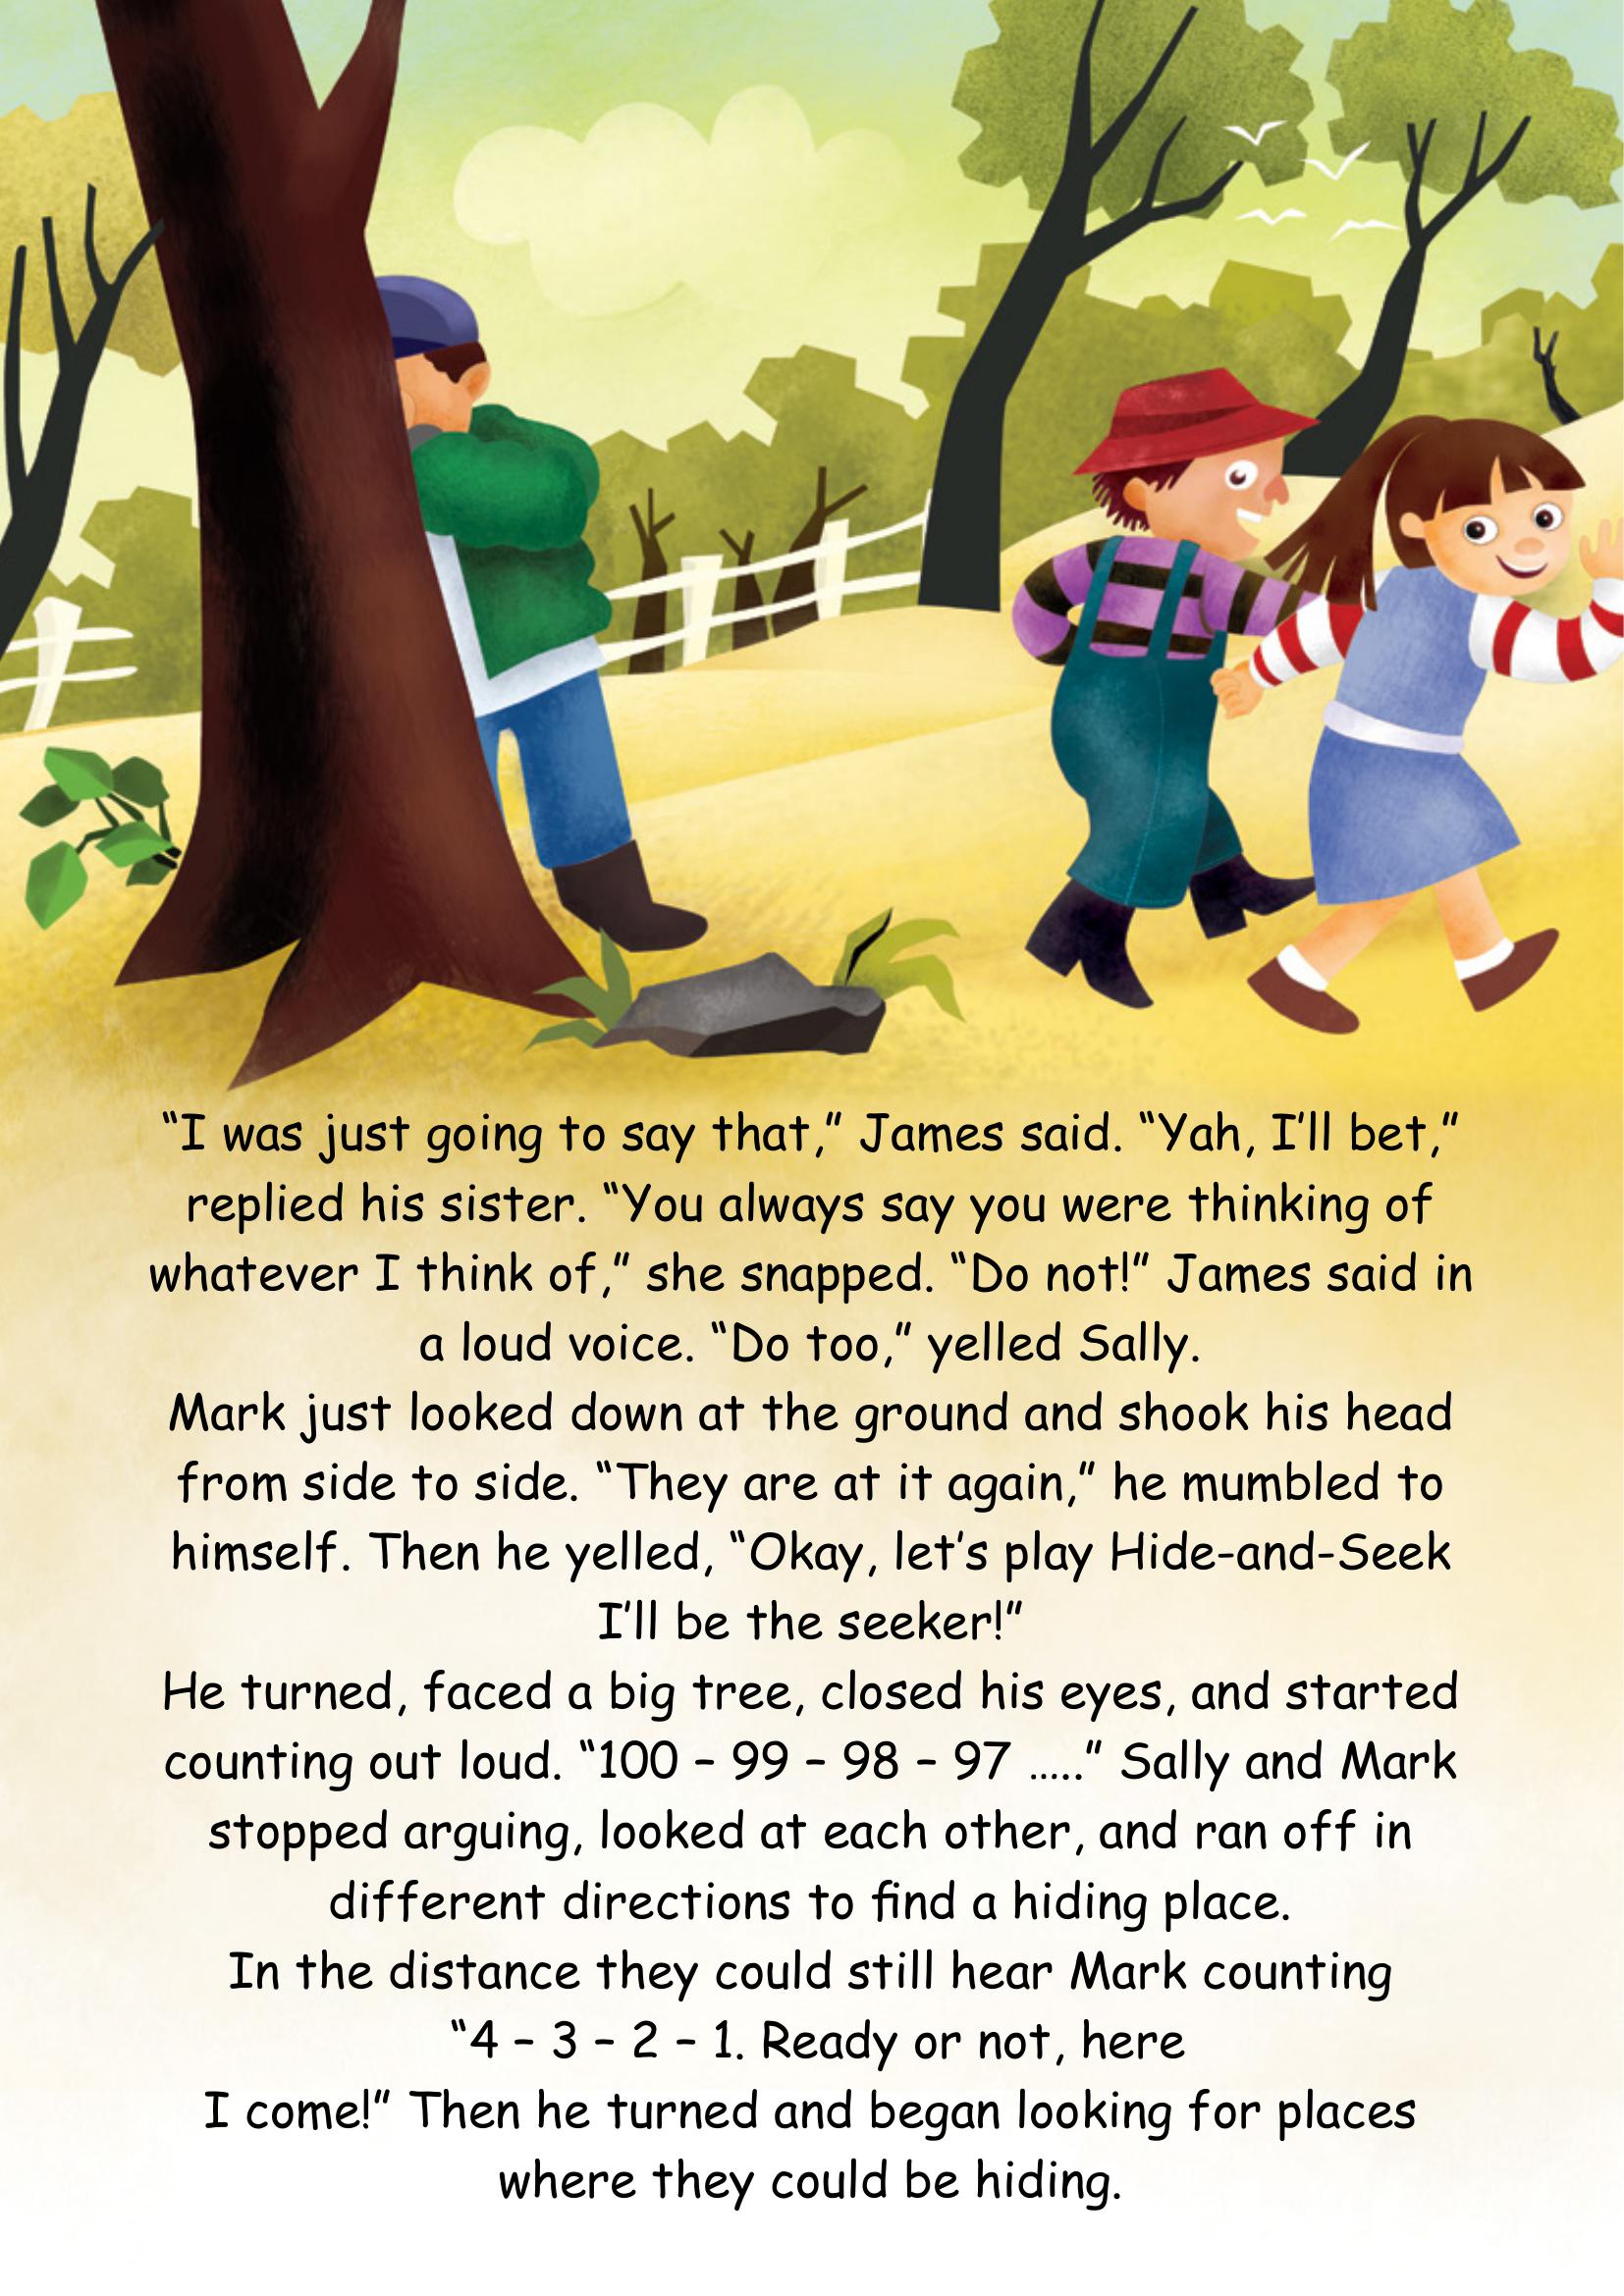 “I was just going to say that,” James said. “Yah, I’ll bet,”
replied his sister. “You always say you were thinking of
whatever I think of,” she snapped. “Do not!” James said in
a loud voice. “Do too,” yelled Sally.
Mark just looked down at the ground and shook his head
from side to side. “They are at it again,” he mumbled to
himself. Then he yelled, “Okay, let’s play Hide-and-Seek
I’ll be the seeker!”
He turned, faced a big tree, closed his eyes, and started
counting out loud. “100 – 99 – 98 – 97 .....” Sally and Mark
stopped arguing, looked at each other, and ran off in
different directions to find a hiding place.
In the distance they could still hear Mark counting
“4 – 3 – 2 – 1. Ready or not, here
I come!” Then he turned and began looking for places
where they could be hiding.